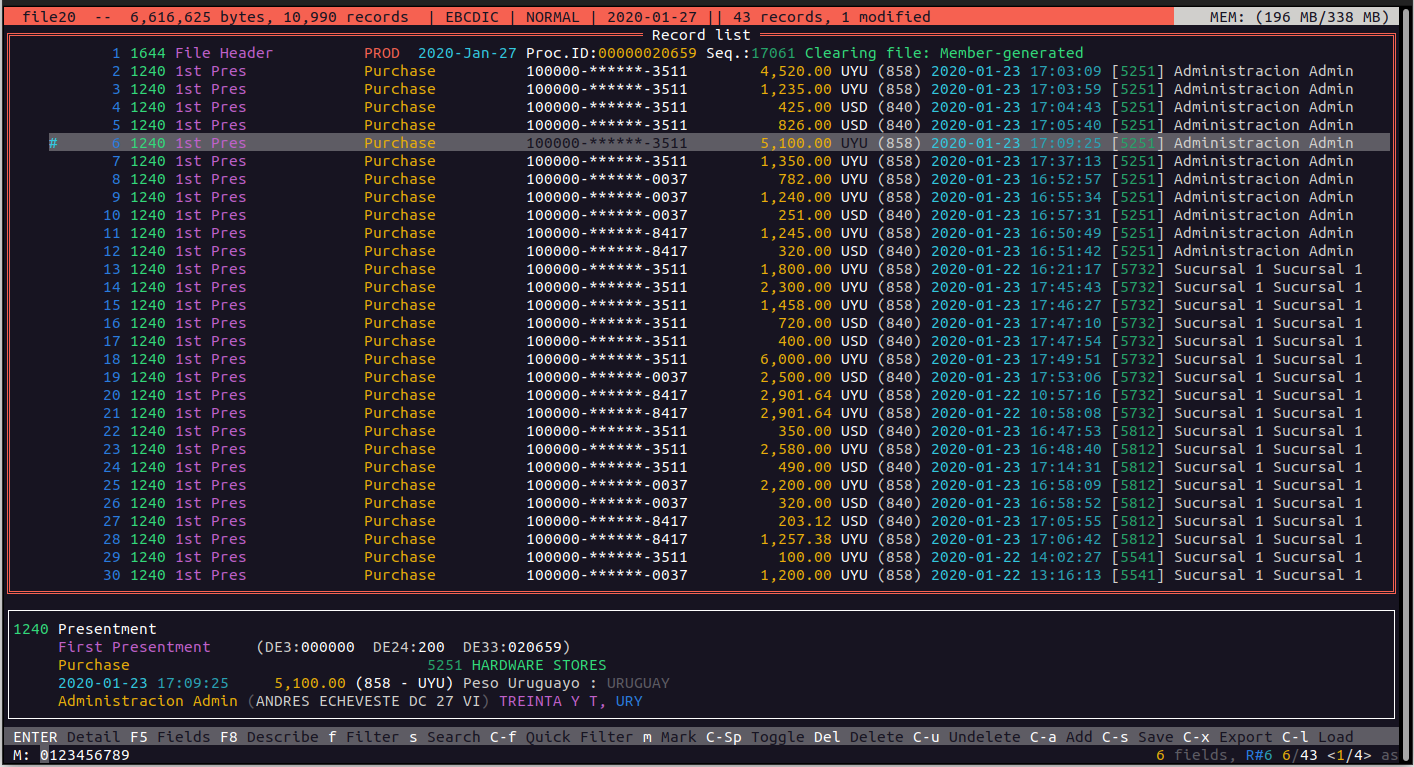 file20 -- 6,616,625 bytes, 10,990 records | EBCDIC | NORMAL | 2020-01-27 || 43 records, 1 modified MEM: (196 MB/338 MB)
Record list
1 1644 File Header PROD 2020-Jan-27 Proc.ID:00000020659 Seq.:17061 Clearing file: Member-generated
2 1240 1st Pres Purchase 100000-******-3511 4,520.00 UYU (858) 2020-01-23 17:03:09 [5251] Administracion Admin
3 1240 1st Pres Purchase 100000-******-3511 1,235.00 UYU (858) 2020-01-23 17:03:59 [5251] Administracion Admin
4 1240 1st Pres Purchase 100000-******-3511 425.00 USD (840) 2020-01-23 17:04:43 [5251] Administracion Admin
5 1240 1st Pres Purchase 100000-******-3511 826.00 USD (840) 2020-01-23 17:05:40 [5251] Administracion Admin
# 6 1240 1st Pres Purchase 100000-******-3511 5,100.00 UYU (858) 2020-01-23 17:09:25 [5251] Administracion Admin
7 1240 1st Pres Purchase 100000-******-3511 1,350.00 UYU (858) 2020-01-23 17:37:13 [5251] Administracion Admin
8 1240 1st Pres Purchase 100000-******-0037 782.00 UYU (858) 2020-01-23 16:52:57 [5251] Administracion Admin
9 1240 1st Pres Purchase 100000-******-0037 1,240.00 UYU (858) 2020-01-23 16:55:34 [5251] Administracion Admin
10 1240 1st Pres Purchase 100000-******-0037 251.00 USD (840) 2020-01-23 16:57:31 [5251] Administracion Admin
11 1240 1st Pres Purchase 100000-******-8417 1,245.00 UYU (858) 2020-01-23 16:50:49 [5251] Administracion Admin
12 1240 1st Pres Purchase 100000-******-8417 320.00 USD (840) 2020-01-23 16:51:42 [5251] Administracion Admin
13 1240 1st Pres Purchase 100000-******-3511 1,800.00 UYU (858) 2020-01-22 16:21:17 [5732] Sucursal 1 Sucursal 1
14 1240 1st Pres Purchase 100000-******-3511 2,300.00 UYU (858) 2020-01-23 17:45:43 [5732] Sucursal 1 Sucursal 1
15 1240 1st Pres Purchase 100000-******-3511 1,458.00 UYU (858) 2020-01-23 17:46:27 [5732] Sucursal 1 Sucursal 1
16 1240 1st Pres Purchase 100000-******-3511 720.00 USD (840) 2020-01-23 17:47:10 [5732] Sucursal 1 Sucursal 1
17 1240 1st Pres Purchase 100000-******-3511 400.00 USD (840) 2020-01-23 17:47:54 [5732] Sucursal 1 Sucursal 1
18 1240 1st Pres Purchase 100000-******-3511 6,000.00 UYU (858) 2020-01-23 17:49:51 [5732] Sucursal 1 Sucursal 1
19 1240 1st Pres Purchase 100000-******-0037 2,500.00 USD (840) 2020-01-23 17:53:06 [5732] Sucursal 1 Sucursal 1
20 1240 1st Pres Purchase 100000-******-8417 2,901.64 UYU (858) 2020-01-22 10:57:16 [5732] Sucursal 1 Sucursal 1
21 1240 1st Pres Purchase 100000-******-8417 2,901.64 UYU (858) 2020-01-22 10:58:08 [5732] Sucursal 1 Sucursal 1
22 1240 1st Pres Purchase 100000-******-3511 350.00 USD (840) 2020-01-23 16:47:53 [5812] Sucursal 1 Sucursal 1
23 1240 1st Pres Purchase 100000-******-3511 2,580.00 UYU (858) 2020-01-23 16:48:40 [5812] Sucursal 1 Sucursal 1
24 1240 1st Pres Purchase 100000-******-3511 490.00 USD (840) 2020-01-23 17:14:31 [5812] Sucursal 1 Sucursal 1
25 1240 1st Pres Purchase 100000-******-0037 2,200.00 UYU (858) 2020-01-23 16:58:09 [5812] Sucursal 1 Sucursal 1
26 1240 1st Pres Purchase 100000-******-0037 320.00 USD (840) 2020-01-23 16:58:52 [5812] Sucursal 1 Sucursal 1
27 1240 1st Pres Purchase 100000-******-8417 203.12 USD (840) 2020-01-23 17:05:55 [5812] Sucursal 1 Sucursal 1
28 1240 1st Pres Purchase 100000-******-8417 1,257.38 UYU (858) 2020-01-23 17:06:42 [5812] Sucursal 1 Sucursal 1
29 1240 1st Pres Purchase 100000-******-3511 100.00 UYU (858) 2020-01-22 14:02:27 [5541] Sucursal 1 Sucursal 1
30 1240 1st Pres Purchase 100000-******-0037 1,200.00 UYU (858) 2020-01-22 13:16:13 [5541] Sucursal 1 Sucursal 1
1240 Presentment
First Presentment (DE3:000000 DE24:200 DE33:020659)
Purchase 5251 HARDWARE STORES
2020-01-23 17:09:25 5,100.00 (858 - UYU) Peso Uruguayo : URUGUAY
Administracion Admin (ANDRES ECHEVESTE DC 27 VI) TREINTA Y T, URY
ENTER Detail F5 Fields F8 Describe f Filter s Search C-f Quick Filter m Mark C-Sp Toggle Del Delete C-u Undelete C-a Add C-s Save C-x Export C-l Load
M: 0123456789 6 fields, R#6 6/43 <1/4> as